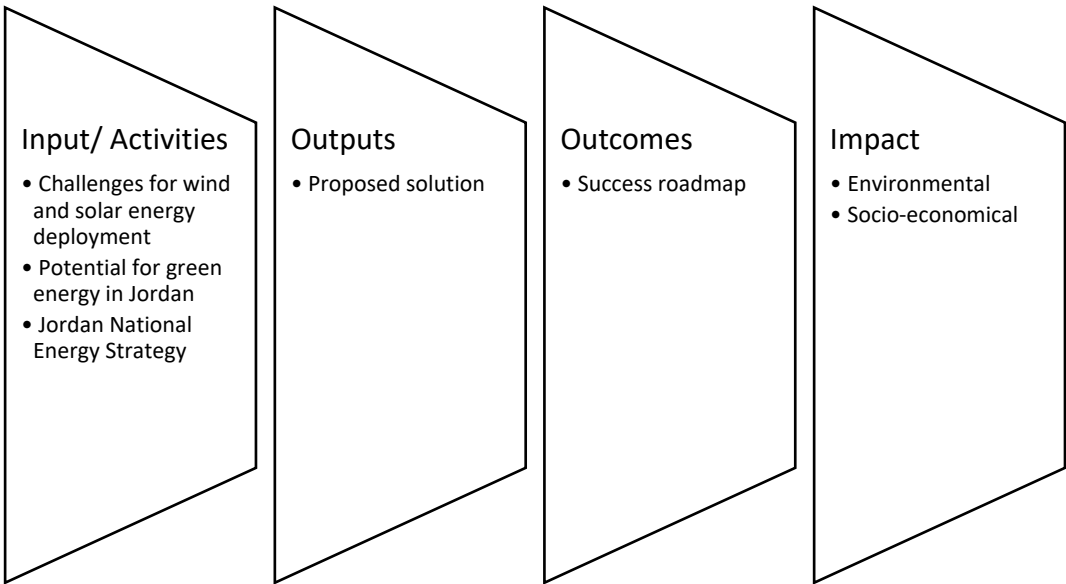 Input/ Activities
• Challenges for wind
and solar energy
deployment
• Potential for green
energy in Jordan
• Jordan National
Energy Strategy
Outputs
• Proposed solution
Outcomes
• Success roadmap
Impact
• Environmental
• Socio-economical